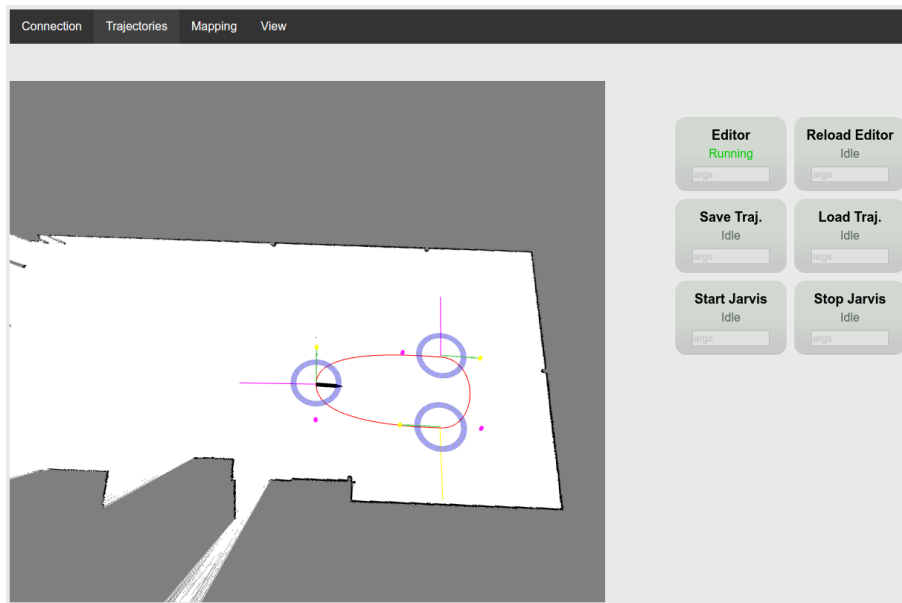 Connection Trajectories Mapping View
Editor Reload Editor
Running Idle
args args
Save Traj. Load Traj.
Idle Idle
args args
Start Jarvis Stop Jarvis
Idle Idle
args args